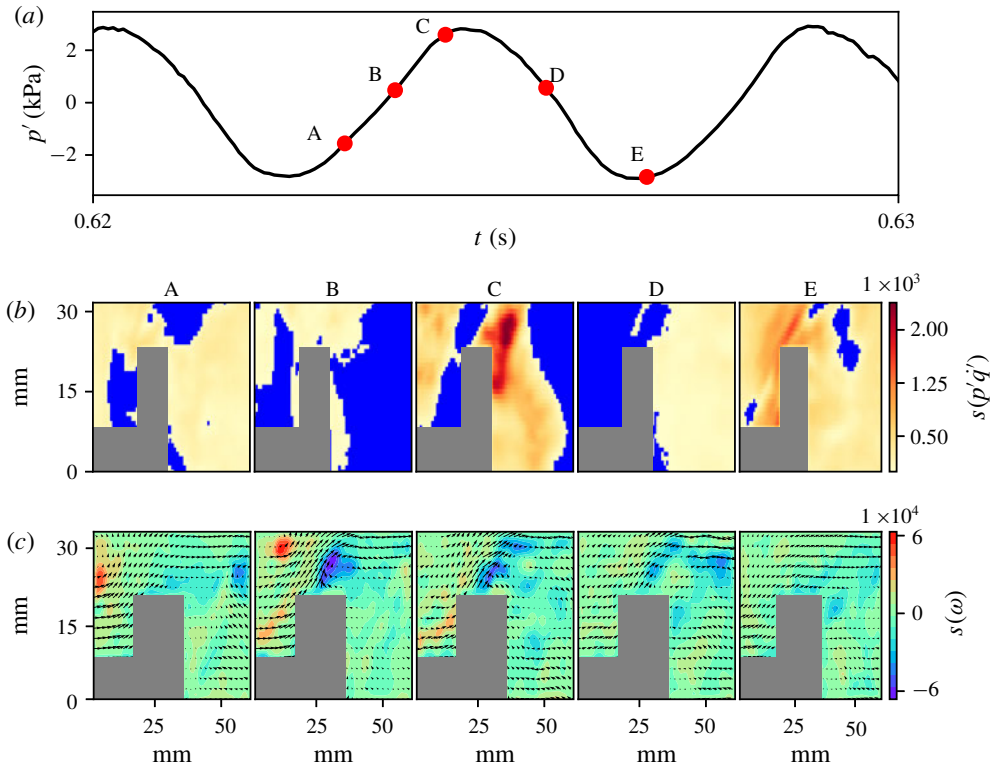 (a)
C
B
D
A
E
2
0
−2
p′ (kPa)
0.62
0.63
t (s)
(b)
A
B
C
D
E
1 × 10³
30
15
0
mm
2.00
1.25
0.50
s(p′q′)
(c)
1 × 10⁴
30
15
0
mm
6
0
−6
s(ω)
25 50 25 50 25 50 25 50 25 50
mm mm mm mm mm